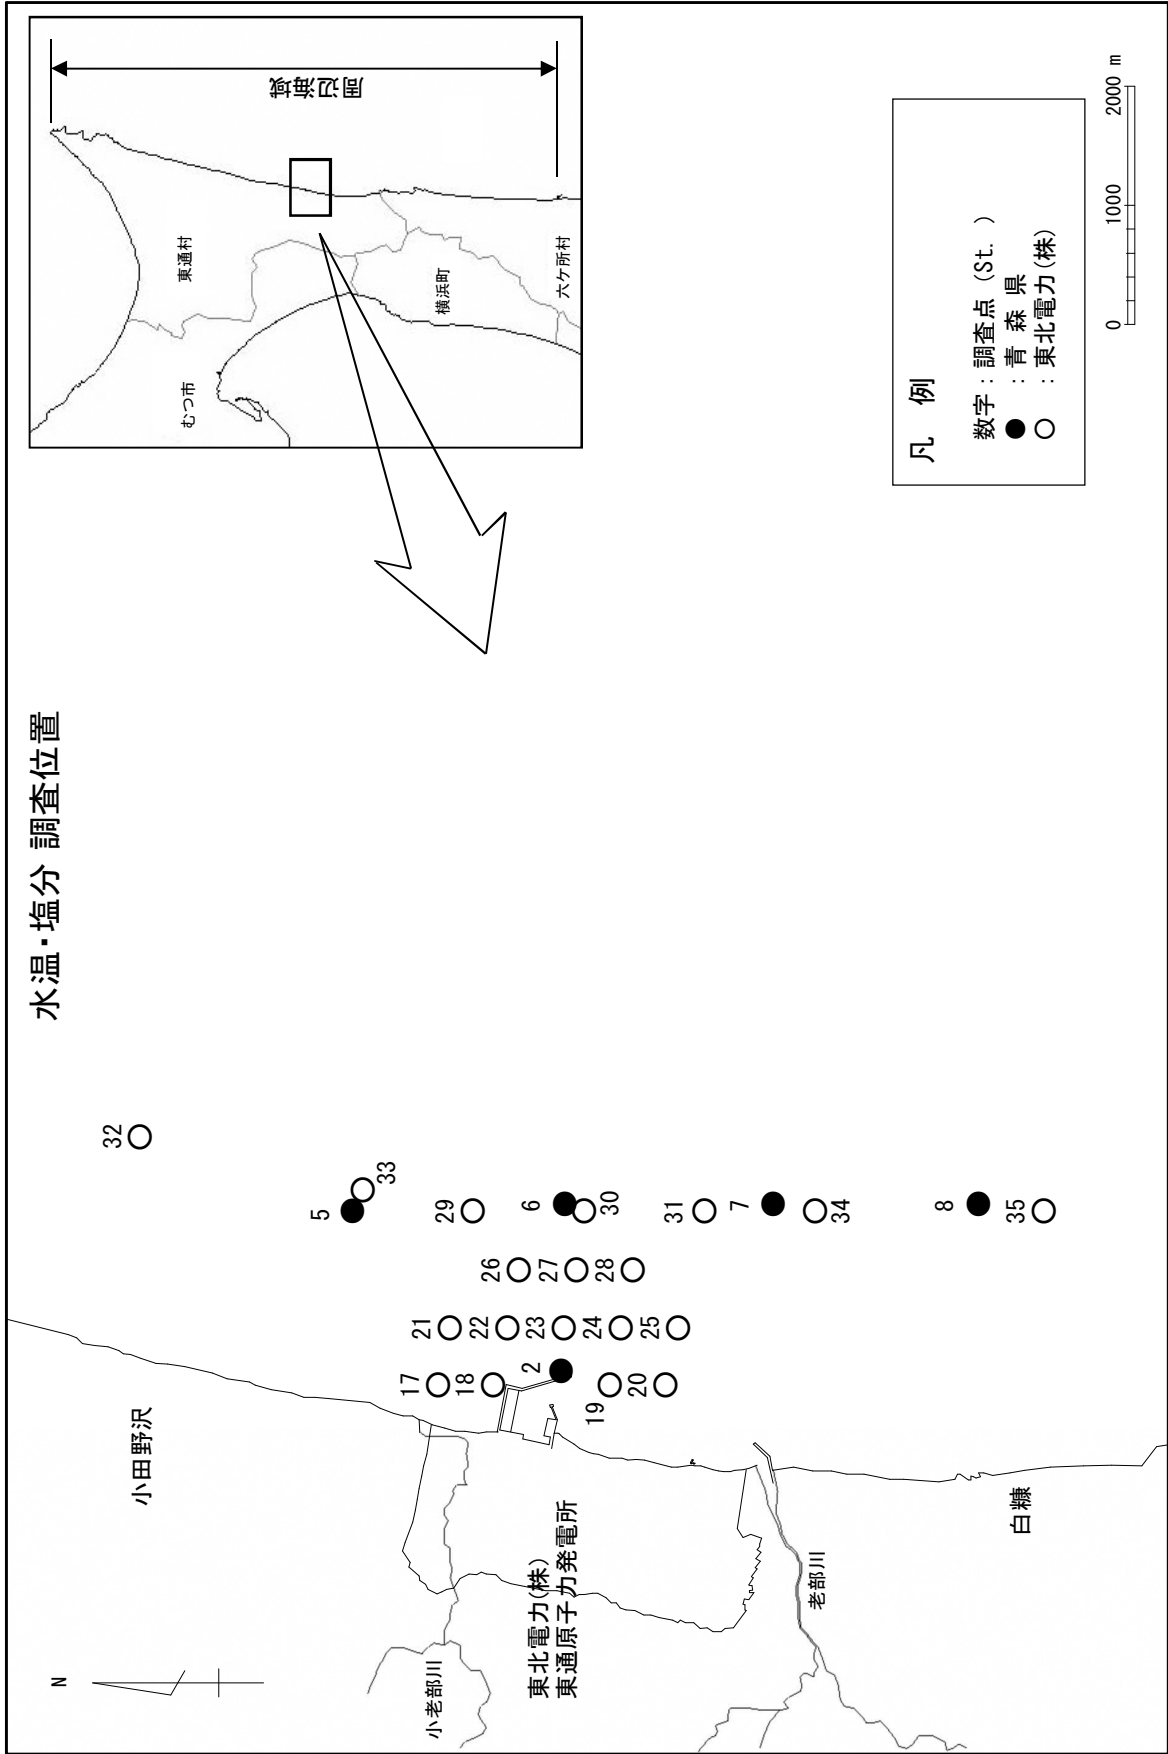 水温・塩分 調査位置
N
小田野沢
小老部川
東北電力(株)
東通原子力発電所
老部川
白糠
32
5
33
29
6
30
31
7
34
8
35
26
27
28
21
22
23
24
25
17
18
2
19
20
周辺海域
東通村
むつ市
横浜町
六ケ所村
凡 例
数字:調査点 (St. )
● :青 森 県
○ :東北電力(株)
0 1000 2000 m